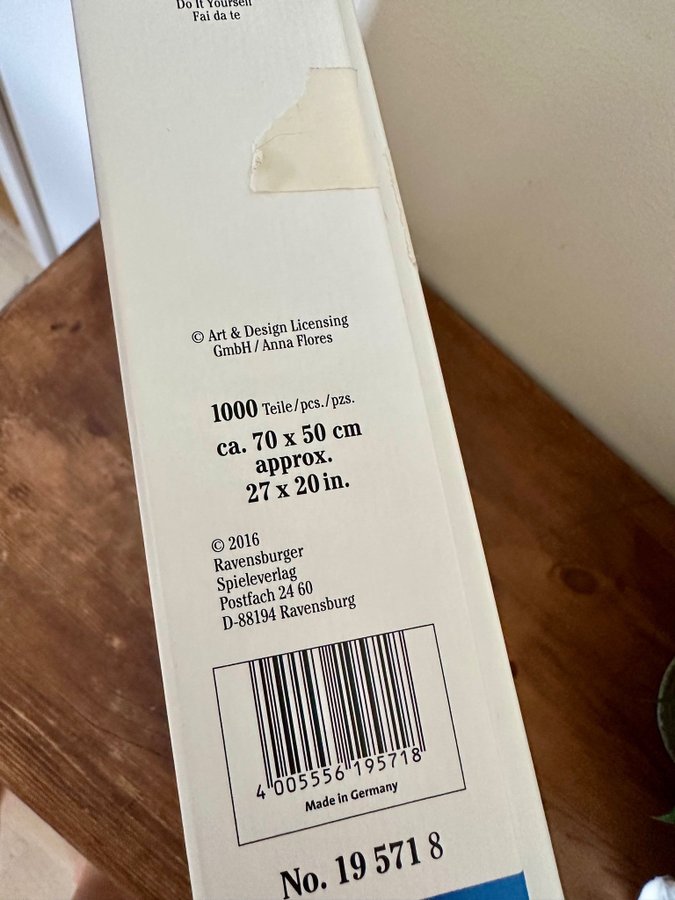 Do It Yourself
Fai da te
© Art & Design Licensing
GmbH / Anna Flores
1000 Teile/pcs./pzs.
ca. 70 x 50 cm
approx.
27 x 20 in.
© 2016
Ravensburger
Spieleverlag
Postfach 24 60
D-88194 Ravensburg
4 005556 195718
Made in Germany
No. 19 571 8